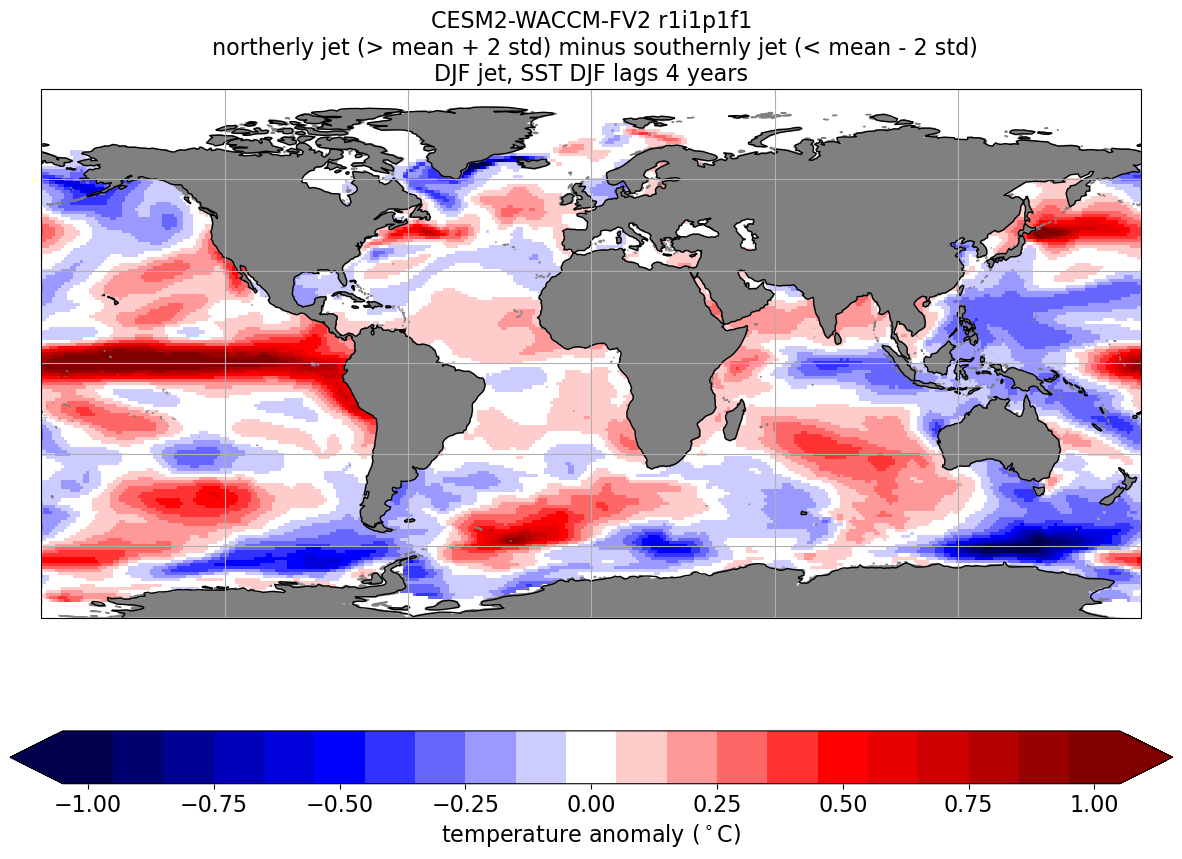 CESM2-WACCM-FV2 r1i1p1f1
northerly jet (> mean + 2 std) minus southernly jet (< mean - 2 std)
DJF jet, SST DJF lags 4 years
−1.00 −0.75 −0.50 −0.25 0.00 0.25 0.50 0.75 1.00
temperature anomaly (°C)